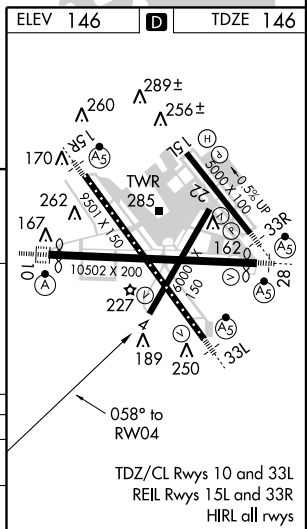 ELEV 146 D TDZE 146
289±
260
256±
15R
A5
15L
H
P
170
0.5% UP
5000 X 100
TWR
285
22
33R
A5
262
9501 X 150
V
P
167
162
10
10502 X 200
V
28
A
6000 X
150
A5
227
V
4
189
V
250
A5
33L
058° to
RW04
TDZ/CL Rwys 10 and 33L
REIL Rwys 15L and 33R
HIRL all rwys